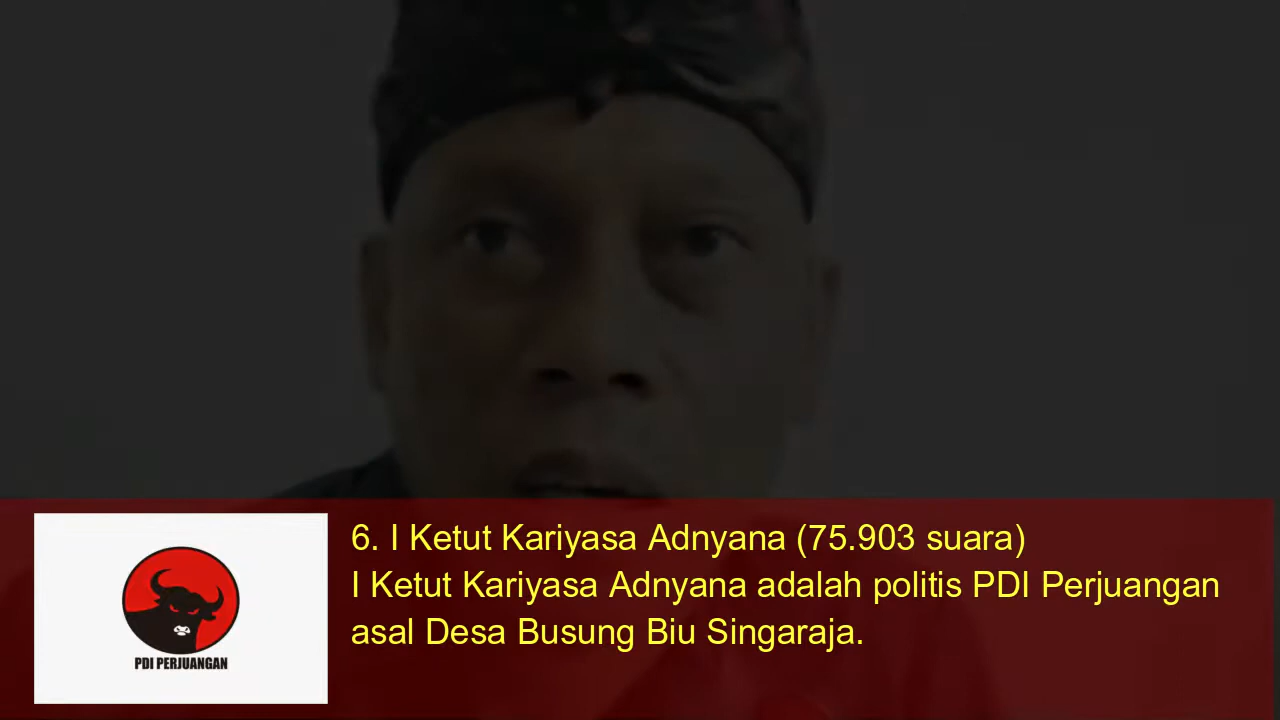 6. I Ketut Kariyasa Adnyana (75.903 suara)
I Ketut Kariyasa Adnyana adalah politis PDI Perjuangan
asal Desa Busung Biu Singaraja.
PDI PERJUANGAN